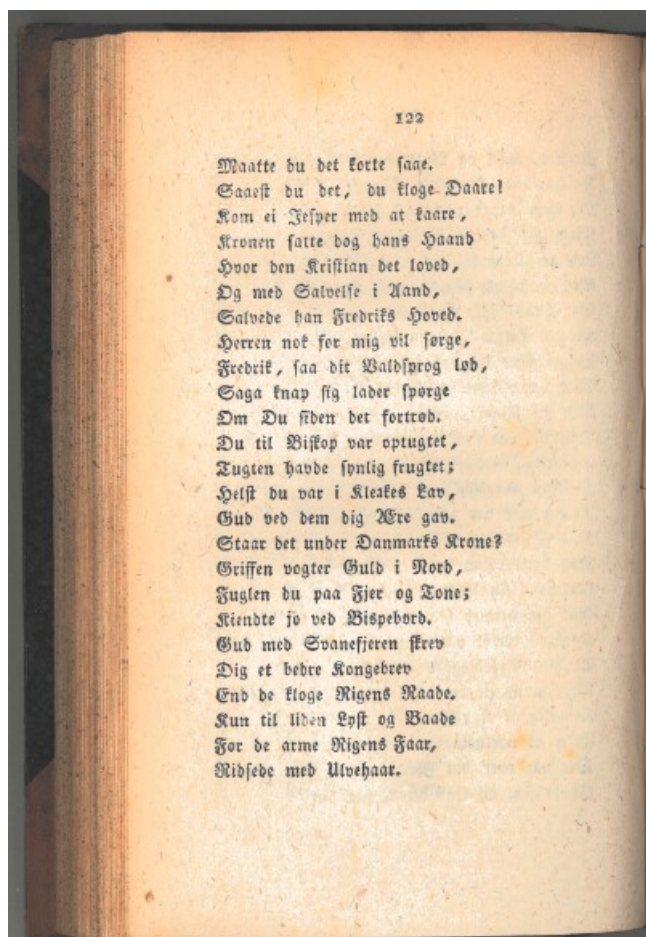 122
Maatte du det korte saae.
Saaest du det, du kloge Daare!
Kom ei Jesper med at kaare,
Kronen satte dog hans Haand
Hvor den Kristian det loved,
Og med Salvelse i Aand,
Salvede han Fredriks Hoved.
Herren nok for mig vil sørge,
Fredrik, saa dit Valdsprog lød,
Saga knap sig lader spørge
Om Du siden det fortrød.
Du til Biskop var optugtet,
Tugten havde synlig frugtet;
Helst du var i Klerkes Lav,
Gud ved dem dig Ære gav.
Staar det under Danmarks Krone?
Griffen vogter Guld i Nord,
Fuglen du paa Fjer og Tone;
Kiendte jo ved Bispebord.
Gud med Svanefjeren skrev
Dig et bedre Kongebrev
End de kloge Rigens Raade.
Kun til liden Lyst og Baade
For de arme Rigens Faar,
Ridsede med Ulvehaar.